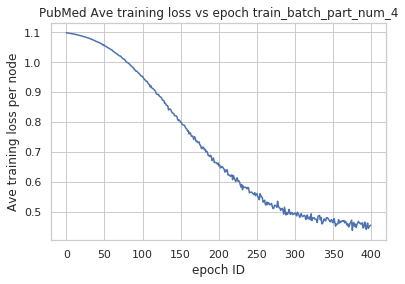 PubMed Ave training loss vs epoch train_batch_part_num_4
Ave training loss per node
1.1
1.0
0.9
0.8
0.7
0.6
0.5
0 50 100 150 200 250 300 350 400
epoch ID